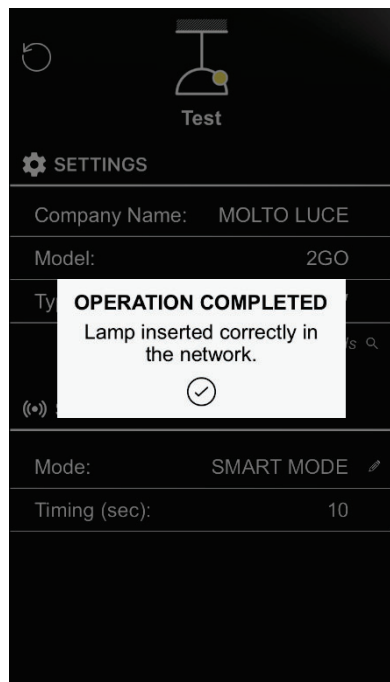 Test
SETTINGS
Company Name: MOLTO LUCE
Model: 2GO
OPERATION COMPLETED
Lamp inserted correctly in
the network.
Mode: SMART MODE
Timing (sec): 10